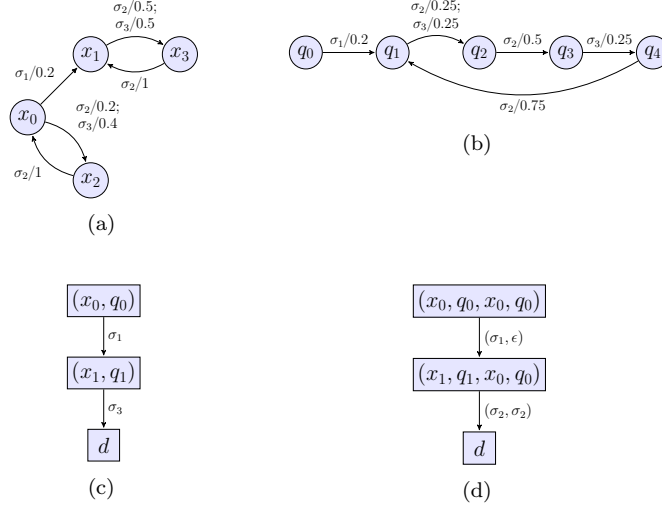 σ₂/0.5;
σ₃/0.5
x₁
x₃
σ₂/1
σ₁/0.2
x₀
σ₂/0.2;
σ₃/0.4
σ₂/1
x₂
(a)
σ₂/0.25;
σ₃/0.25
q₀
σ₁/0.2
q₁
q₂
σ₂/0.5
q₃
σ₃/0.25
q₄
σ₂/0.75
(b)
(x₀, q₀)
σ₁
(x₁, q₁)
σ₃
d
(c)
(x₀, q₀, x₀, q₀)
(σ₁, ϵ)
(x₁, q₁, x₀, q₀)
(σ₂, σ₂)
d
(d)